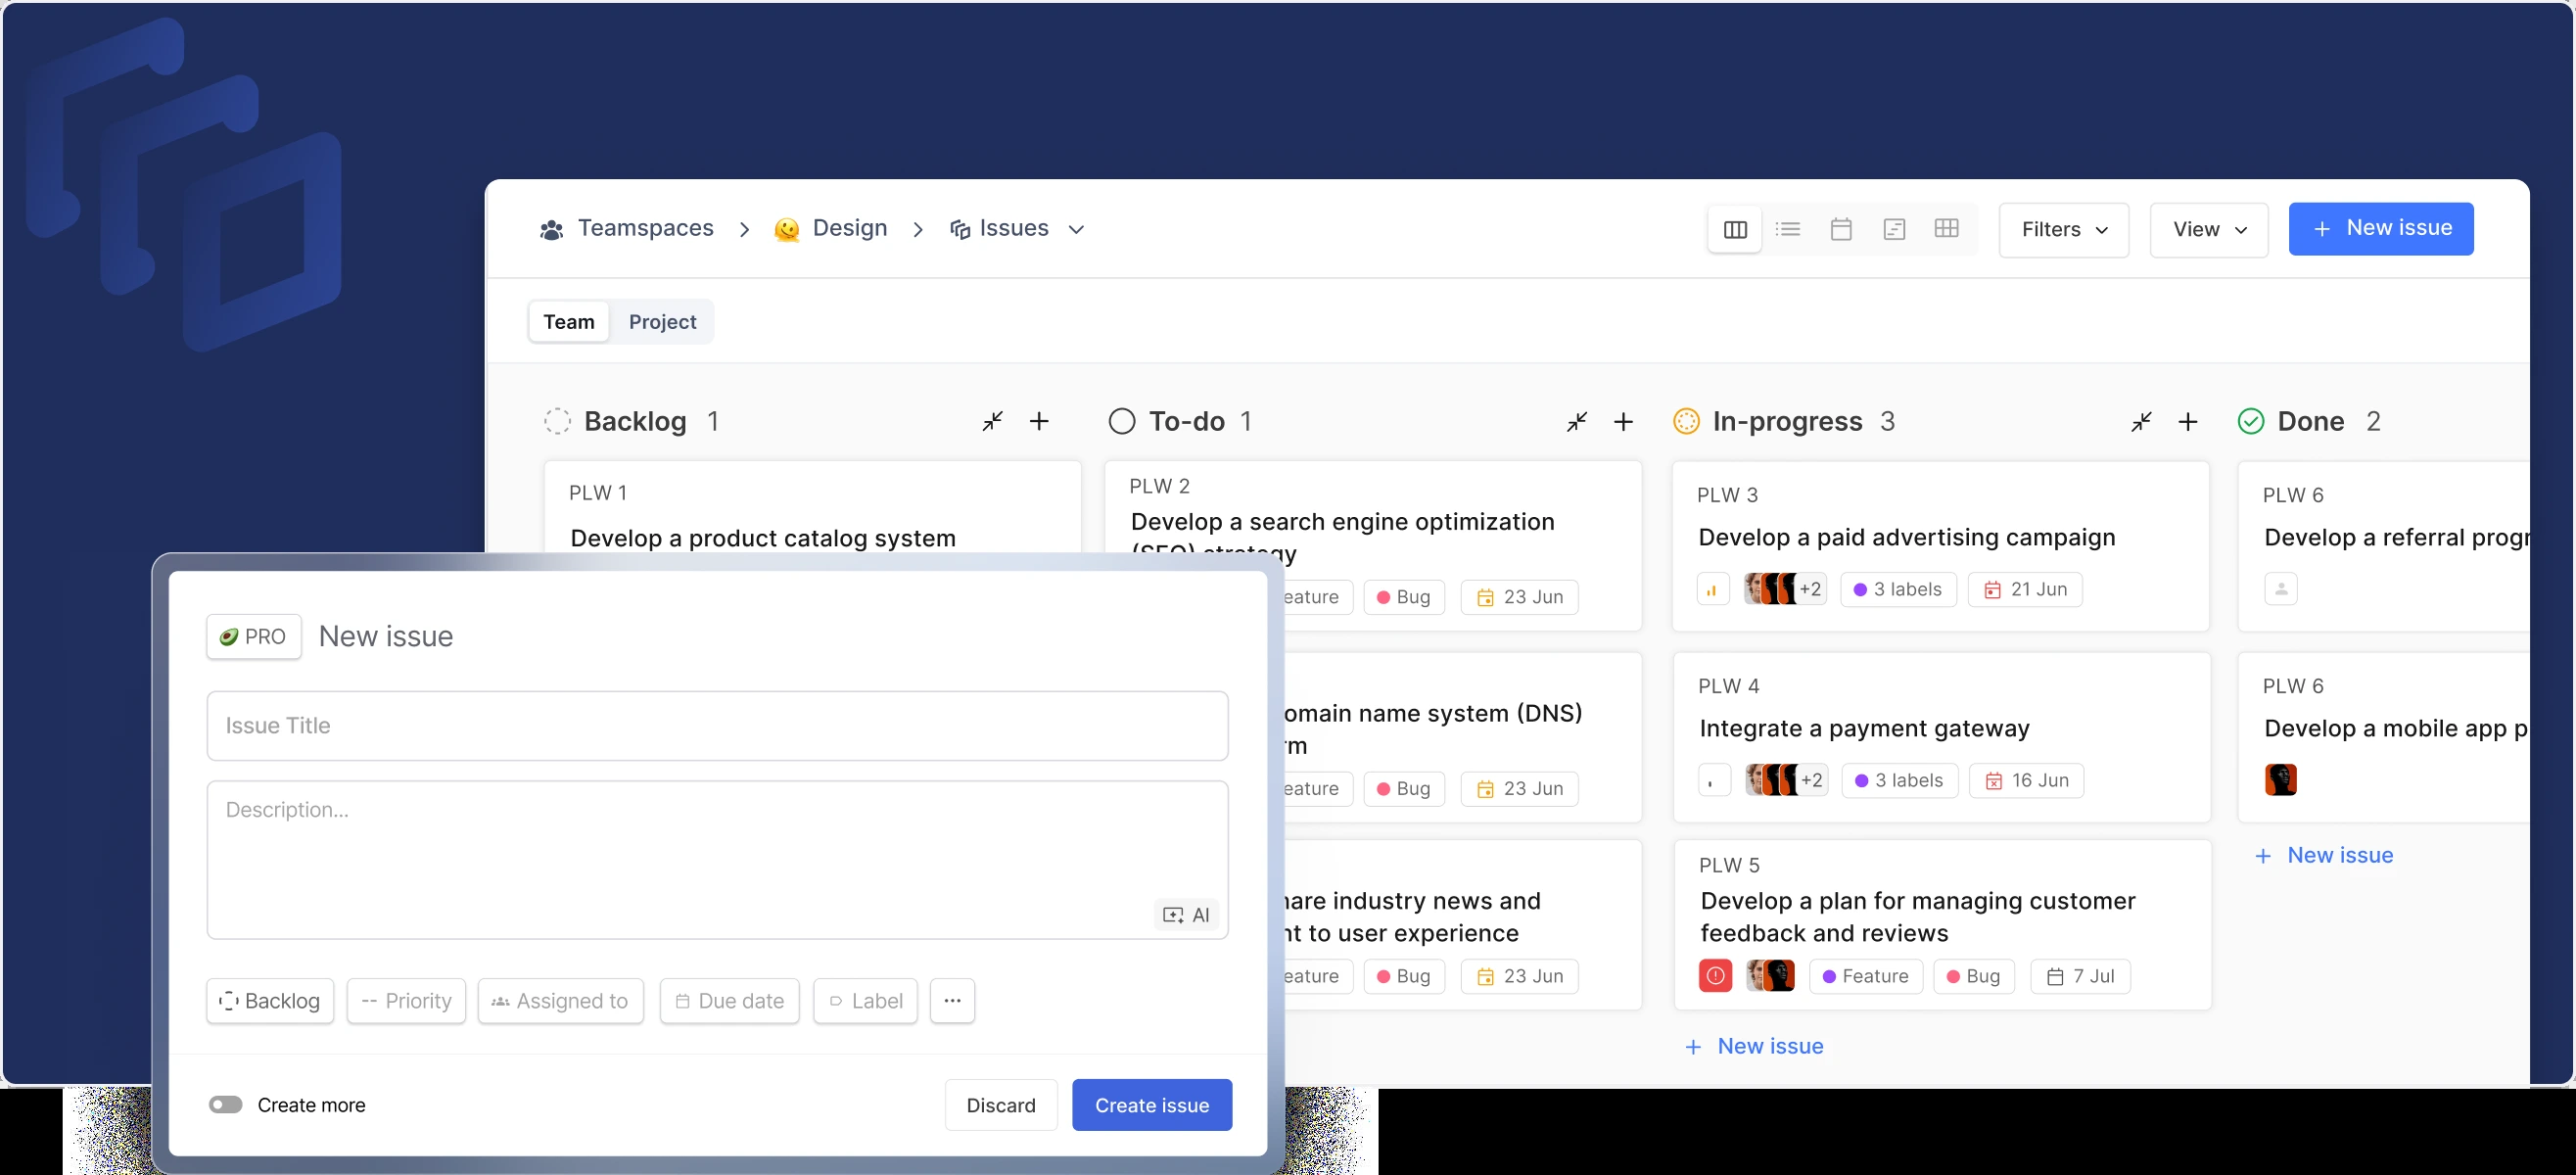 Teamspaces
Design
Issues
Filters
View
New issue
Team
Project
Backlog 1
PLW 1
Develop a product catalog system
To-do 1
PLW 2
Develop a search engine optimization
(SEO) strategy
eature
Bug
23 Jun
omain name system (DNS)
rm
eature
Bug
23 Jun
hare industry news and
nt to user experience
eature
Bug
23 Jun
In-progress 3
PLW 3
Develop a paid advertising campaign
+2
3 labels
21 Jun
PLW 4
Integrate a payment gateway
+2
3 labels
16 Jun
PLW 5
Develop a plan for managing customer
feedback and reviews
Feature
Bug
7 Jul
+ New issue
Done 2
PLW 6
Develop a referral progr
PLW 6
Develop a mobile app p
+ New issue
PRO
New issue
Issue Title
Description...
AI
Backlog
-- Priority
Assigned to
Due date
Label
...
Create more
Discard
Create issue